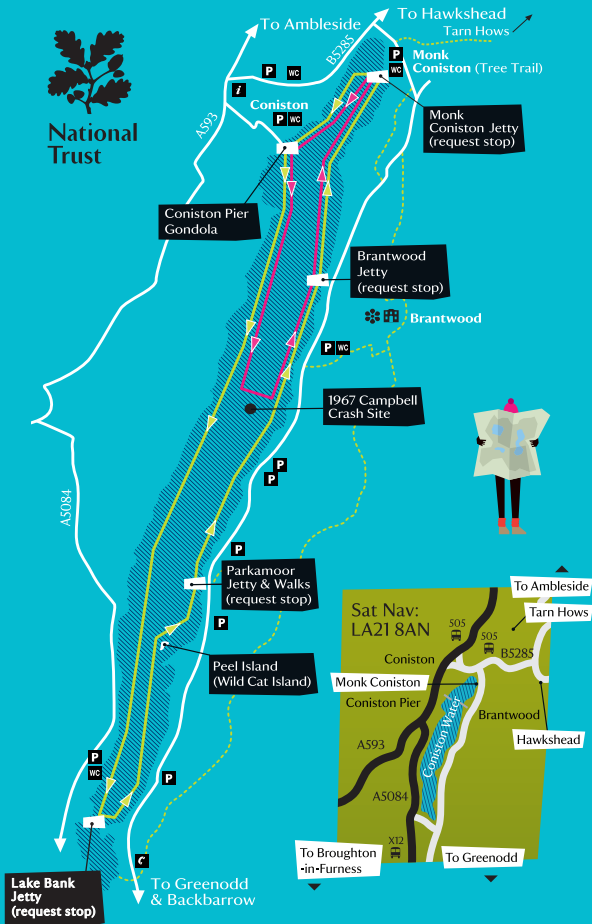 National
Trust
To Ambleside
To Hawkshead
Tarn Hows
B5285
P
WC
i
A593
P
WC
Monk
Coniston (Tree Trail)
Coniston
P WC
Monk
Coniston Jetty
(request stop)
Coniston Pier
Gondola
Brantwood
Jetty
(request stop)
Brantwood
P WC
1967 Campbell
Crash Site
P
P
A5084
P
Parkamoor
Jetty & Walks
(request stop)
P
Peel Island
(Wild Cat Island)
P
WC
P
Lake Bank
Jetty
(request stop)
To Greenodd
& Backbarrow
Sat Nav:
LA21 8AN
To Ambleside
Tarn Hows
505
505
B5285
Coniston
Monk Coniston
Coniston Pier
Brantwood
Coniston Water
Hawkshead
A593
A5084
X12
To Broughton
-in-Furness
To Greenodd